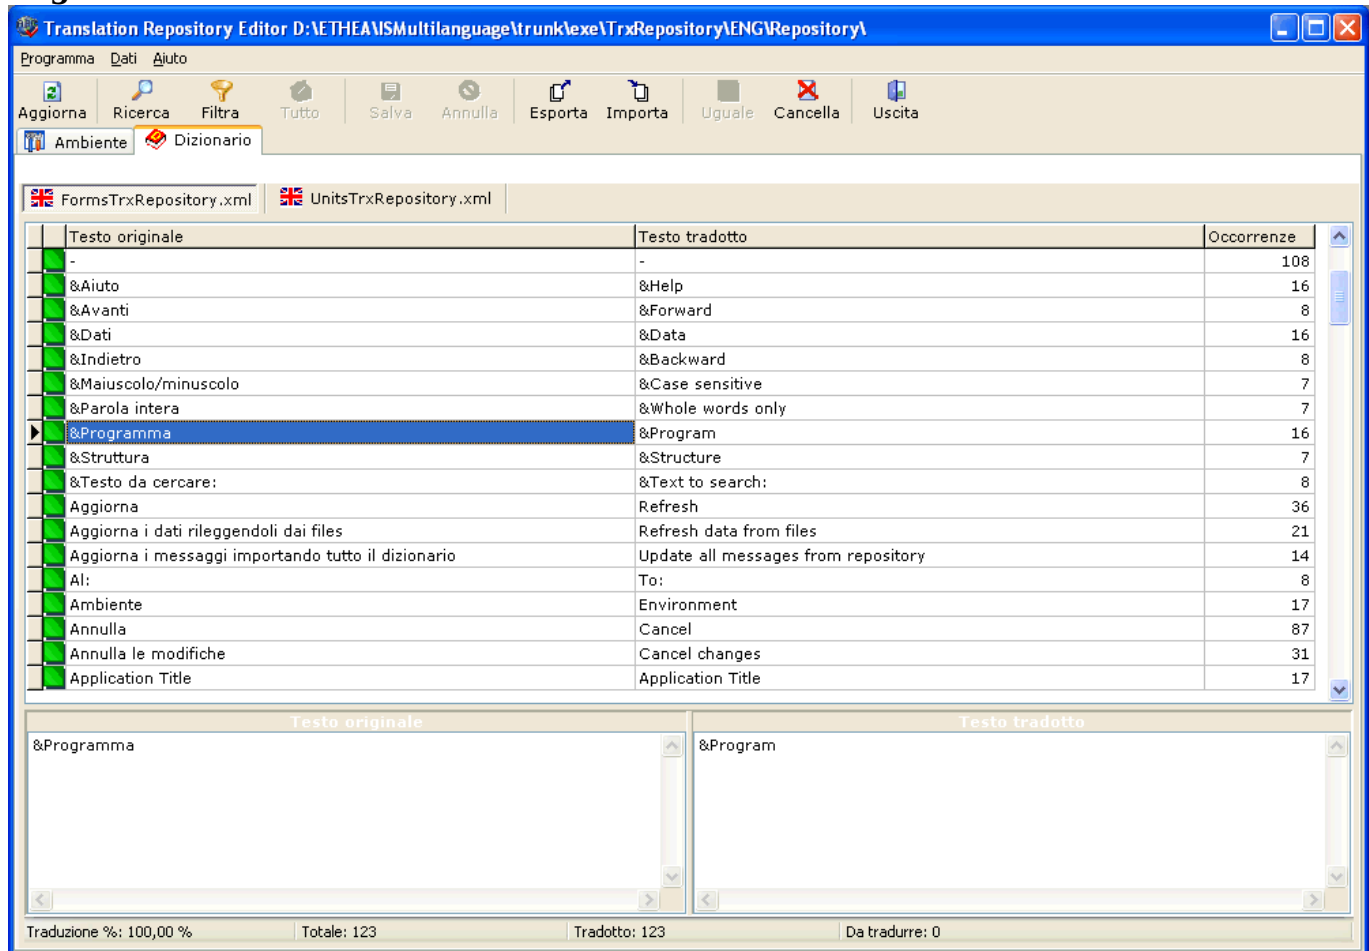 Translation Repository Editor D:\ETHEA\ISMultilanguage\trunk\exe\TrxRepository\ENG\Repository\
Programma Dati Aiuto
Aggiorna Ricerca Filtra Tutto Salva Annulla Esporta Importa Uguale Cancella Uscita
Ambiente Dizionario
FormsTrxRepository.xml UnitsTrxRepository.xml
Testo originale Testo tradotto Occorrenze
- - 108
&Aiuto &Help 16
&Avanti &Forward 8
&Dati &Data 16
&Indietro &Backward 8
&Maiuscolo/minuscolo &Case sensitive 7
&Parola intera &Whole words only 7
&Programma &Program 16
&Struttura &Structure 7
&Testo da cercare: &Text to search: 8
Aggiorna Refresh 36
Aggiorna i dati rileggendoli dai files Refresh data from files 21
Aggiorna i messaggi importando tutto il dizionario Update all messages from repository 14
Al: To: 8
Ambiente Environment 17
Annulla Cancel 87
Annulla le modifiche Cancel changes 31
Application Title Application Title 17
Testo originale Testo tradotto
&Programma &Program
Traduzione %: 100,00 % Totale: 123 Tradotto: 123 Da tradurre: 0